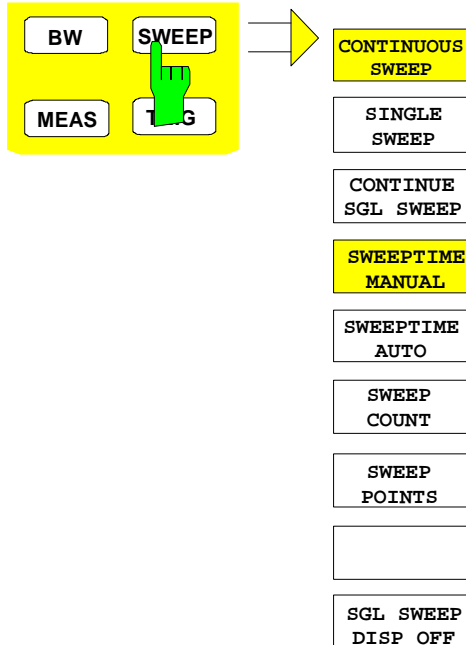 BW
SWEEP
MEAS
CONTINUOUS
SWEEP
SINGLE
SWEEP
CONTINUE
SGL SWEEP
SWEEPTIME
MANUAL
SWEEPTIME
AUTO
SWEEP
COUNT
SWEEP
POINTS
SGL SWEEP
DISP OFF